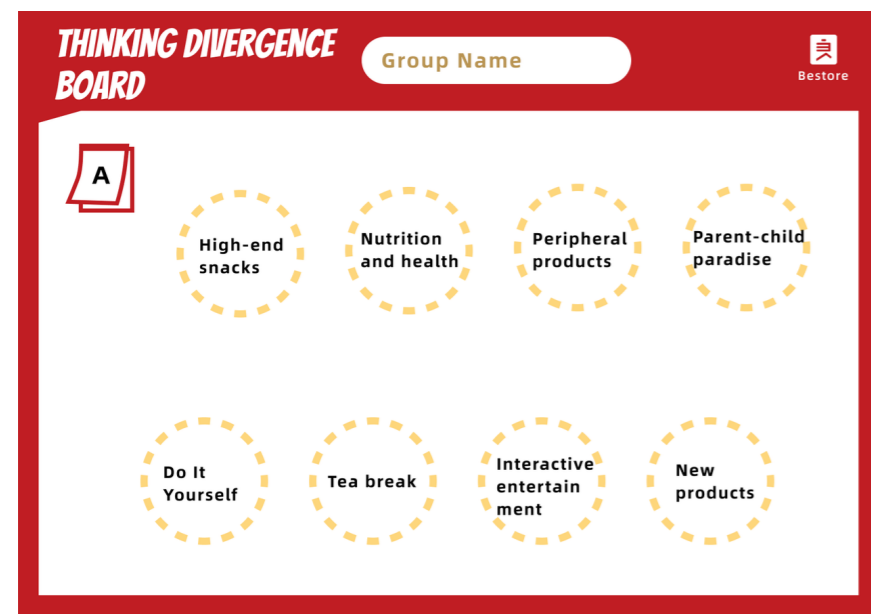 THINKING DIVERGENCE
BOARD
Group Name
良
Bestore
A
High-end
snacks
Nutrition
and health
Peripheral
products
Parent-child
paradise
Do It
Yourself
Tea break
Interactive
entertain
ment
New
products